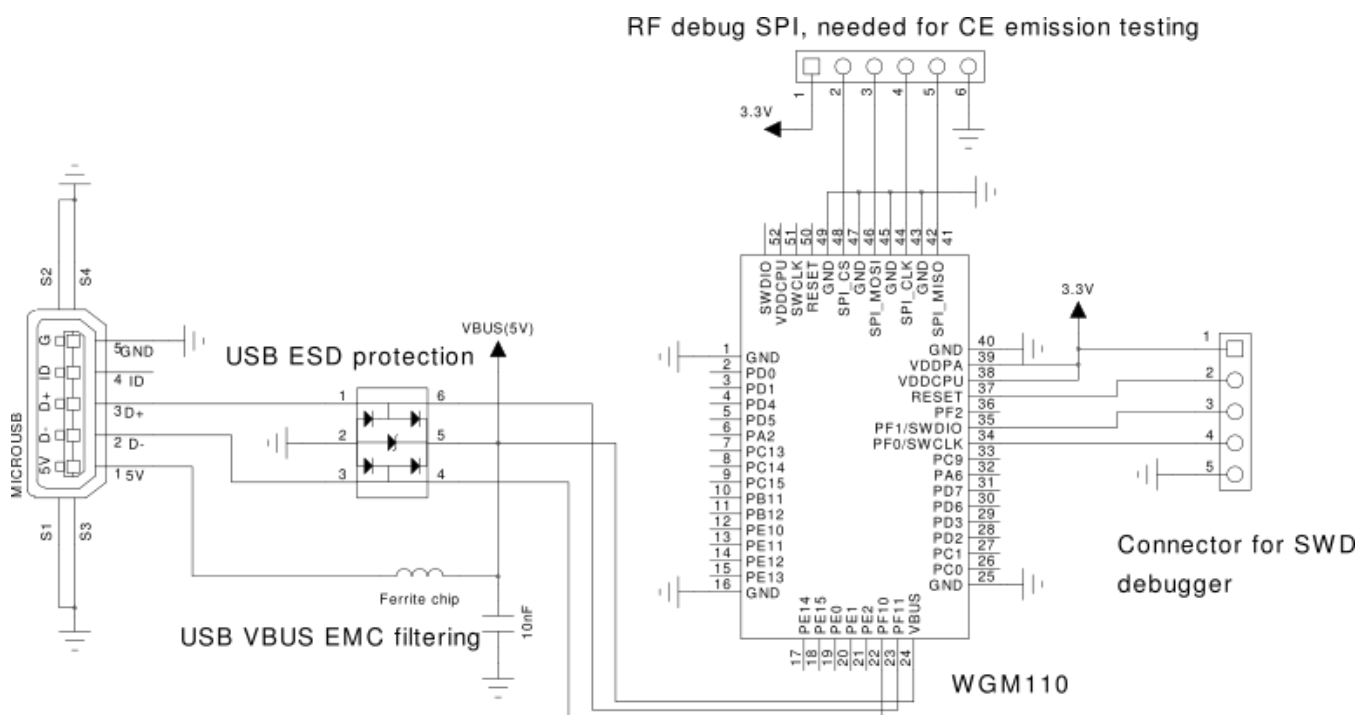 RF debug SPI, needed for CE emission testing
1
2
3
4
5
6
3.3V
S2
S4
52
51
50
49
48
47
46
45
44
43
42
41
SWDIO
VDDCPU
SWCLK
RESET
GND
SPI_CS
GND
SPI_MOSI
GND
SPI_CLK
GND
SPI_MISO
MICROUSB
G
ID
D+
D-
5V
5 GND
4 ID
3 D+
2 D-
1 5V
S1
S3
USB ESD protection
VBUS(5V)
1
2
3
6
5
4
Ferrite chip
USB VBUS EMC filtering
10nF
1 GND
2 PD0
3 PD1
4 PD4
5 PD5
6 PA2
7 PC13
8 PC14
9 PC15
10 PB11
11 PB12
12 PE10
13 PE11
14 PE12
15 PE13
16 GND
GND 40
VDDPA 39
VDDCPU 38
RESET 37
PF2 36
PF1/SWDIO 35
PF0/SWCLK 34
PC9 33
PA6 32
PD7 31
PD6 30
PD3 29
PD2 28
PC1 27
PC0 26
GND 25
PE14
PE15
PE0
PE1
PE2
PF10
PF11
VBUS
17
18
19
20
21
22
23
24
WGM110
3.3V
1
2
3
4
5
Connector for SWD
debugger